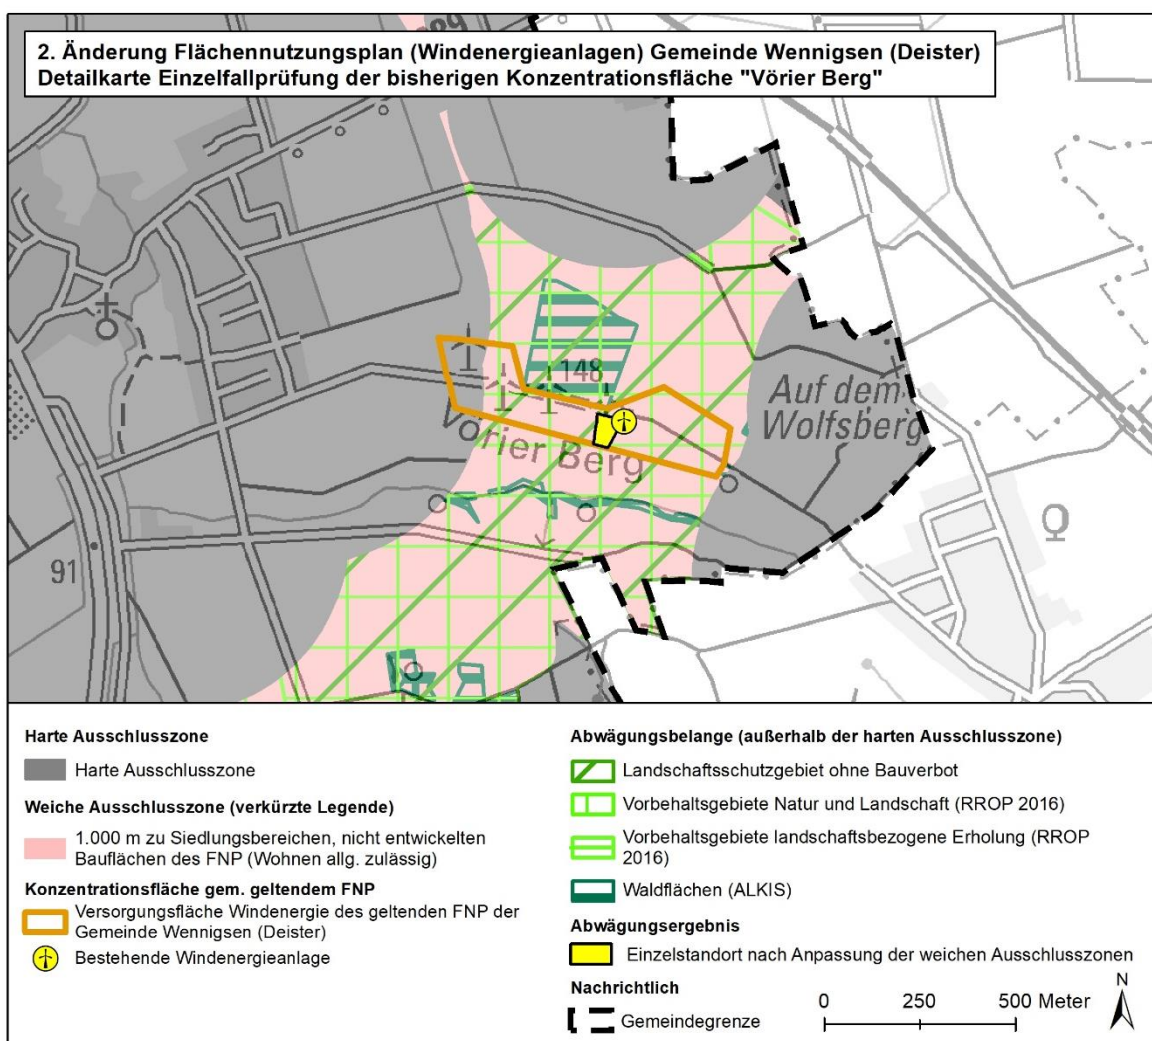 2. Änderung Flächennutzungsplan (Windenergieanlagen) Gemeinde Wennigsen (Deister)
Detailkarte Einzelfallprüfung der bisherigen Konzentrationsfläche "Vörier Berg"
148
Auf dem
Wolfsberg
Vörier Berg
91
Harte Ausschlusszone
Harte Ausschlusszone
Weiche Ausschlusszone (verkürzte Legende)
1.000 m zu Siedlungsbereichen, nicht entwickelten
Bauflächen des FNP (Wohnen allg. zulässig)
Konzentrationsfläche gem. geltendem FNP
Versorgungsfläche Windenergie des geltenden FNP der
Gemeinde Wennigsen (Deister)
Bestehende Windenergieanlage
Abwägungsbelange (außerhalb der harten Ausschlusszone)
Landschaftsschutzgebiet ohne Bauverbot
Vorbehaltsgebiete Natur und Landschaft (RROP 2016)
Vorbehaltsgebiete landschaftsbezogene Erholung (RROP
2016)
Waldflächen (ALKIS)
Abwägungsergebnis
Einzelstandort nach Anpassung der weichen Ausschlusszonen
Nachrichtlich
Gemeindegrenze
0 250 500 Meter
N